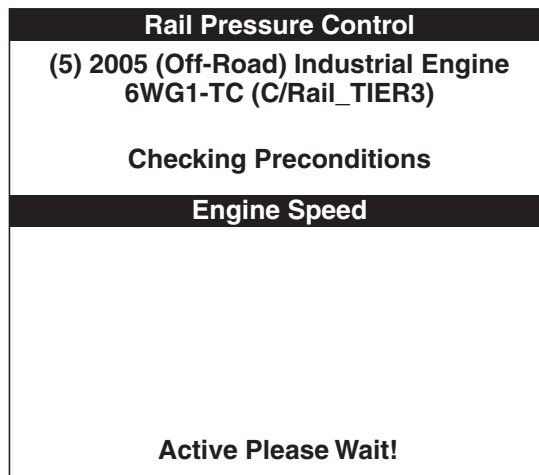 Rail Pressure Control
(5) 2005 (Off-Road) Industrial Engine
6WG1-TC (C/Rail_TIER3)
Checking Preconditions
Engine Speed
Active Please Wait!